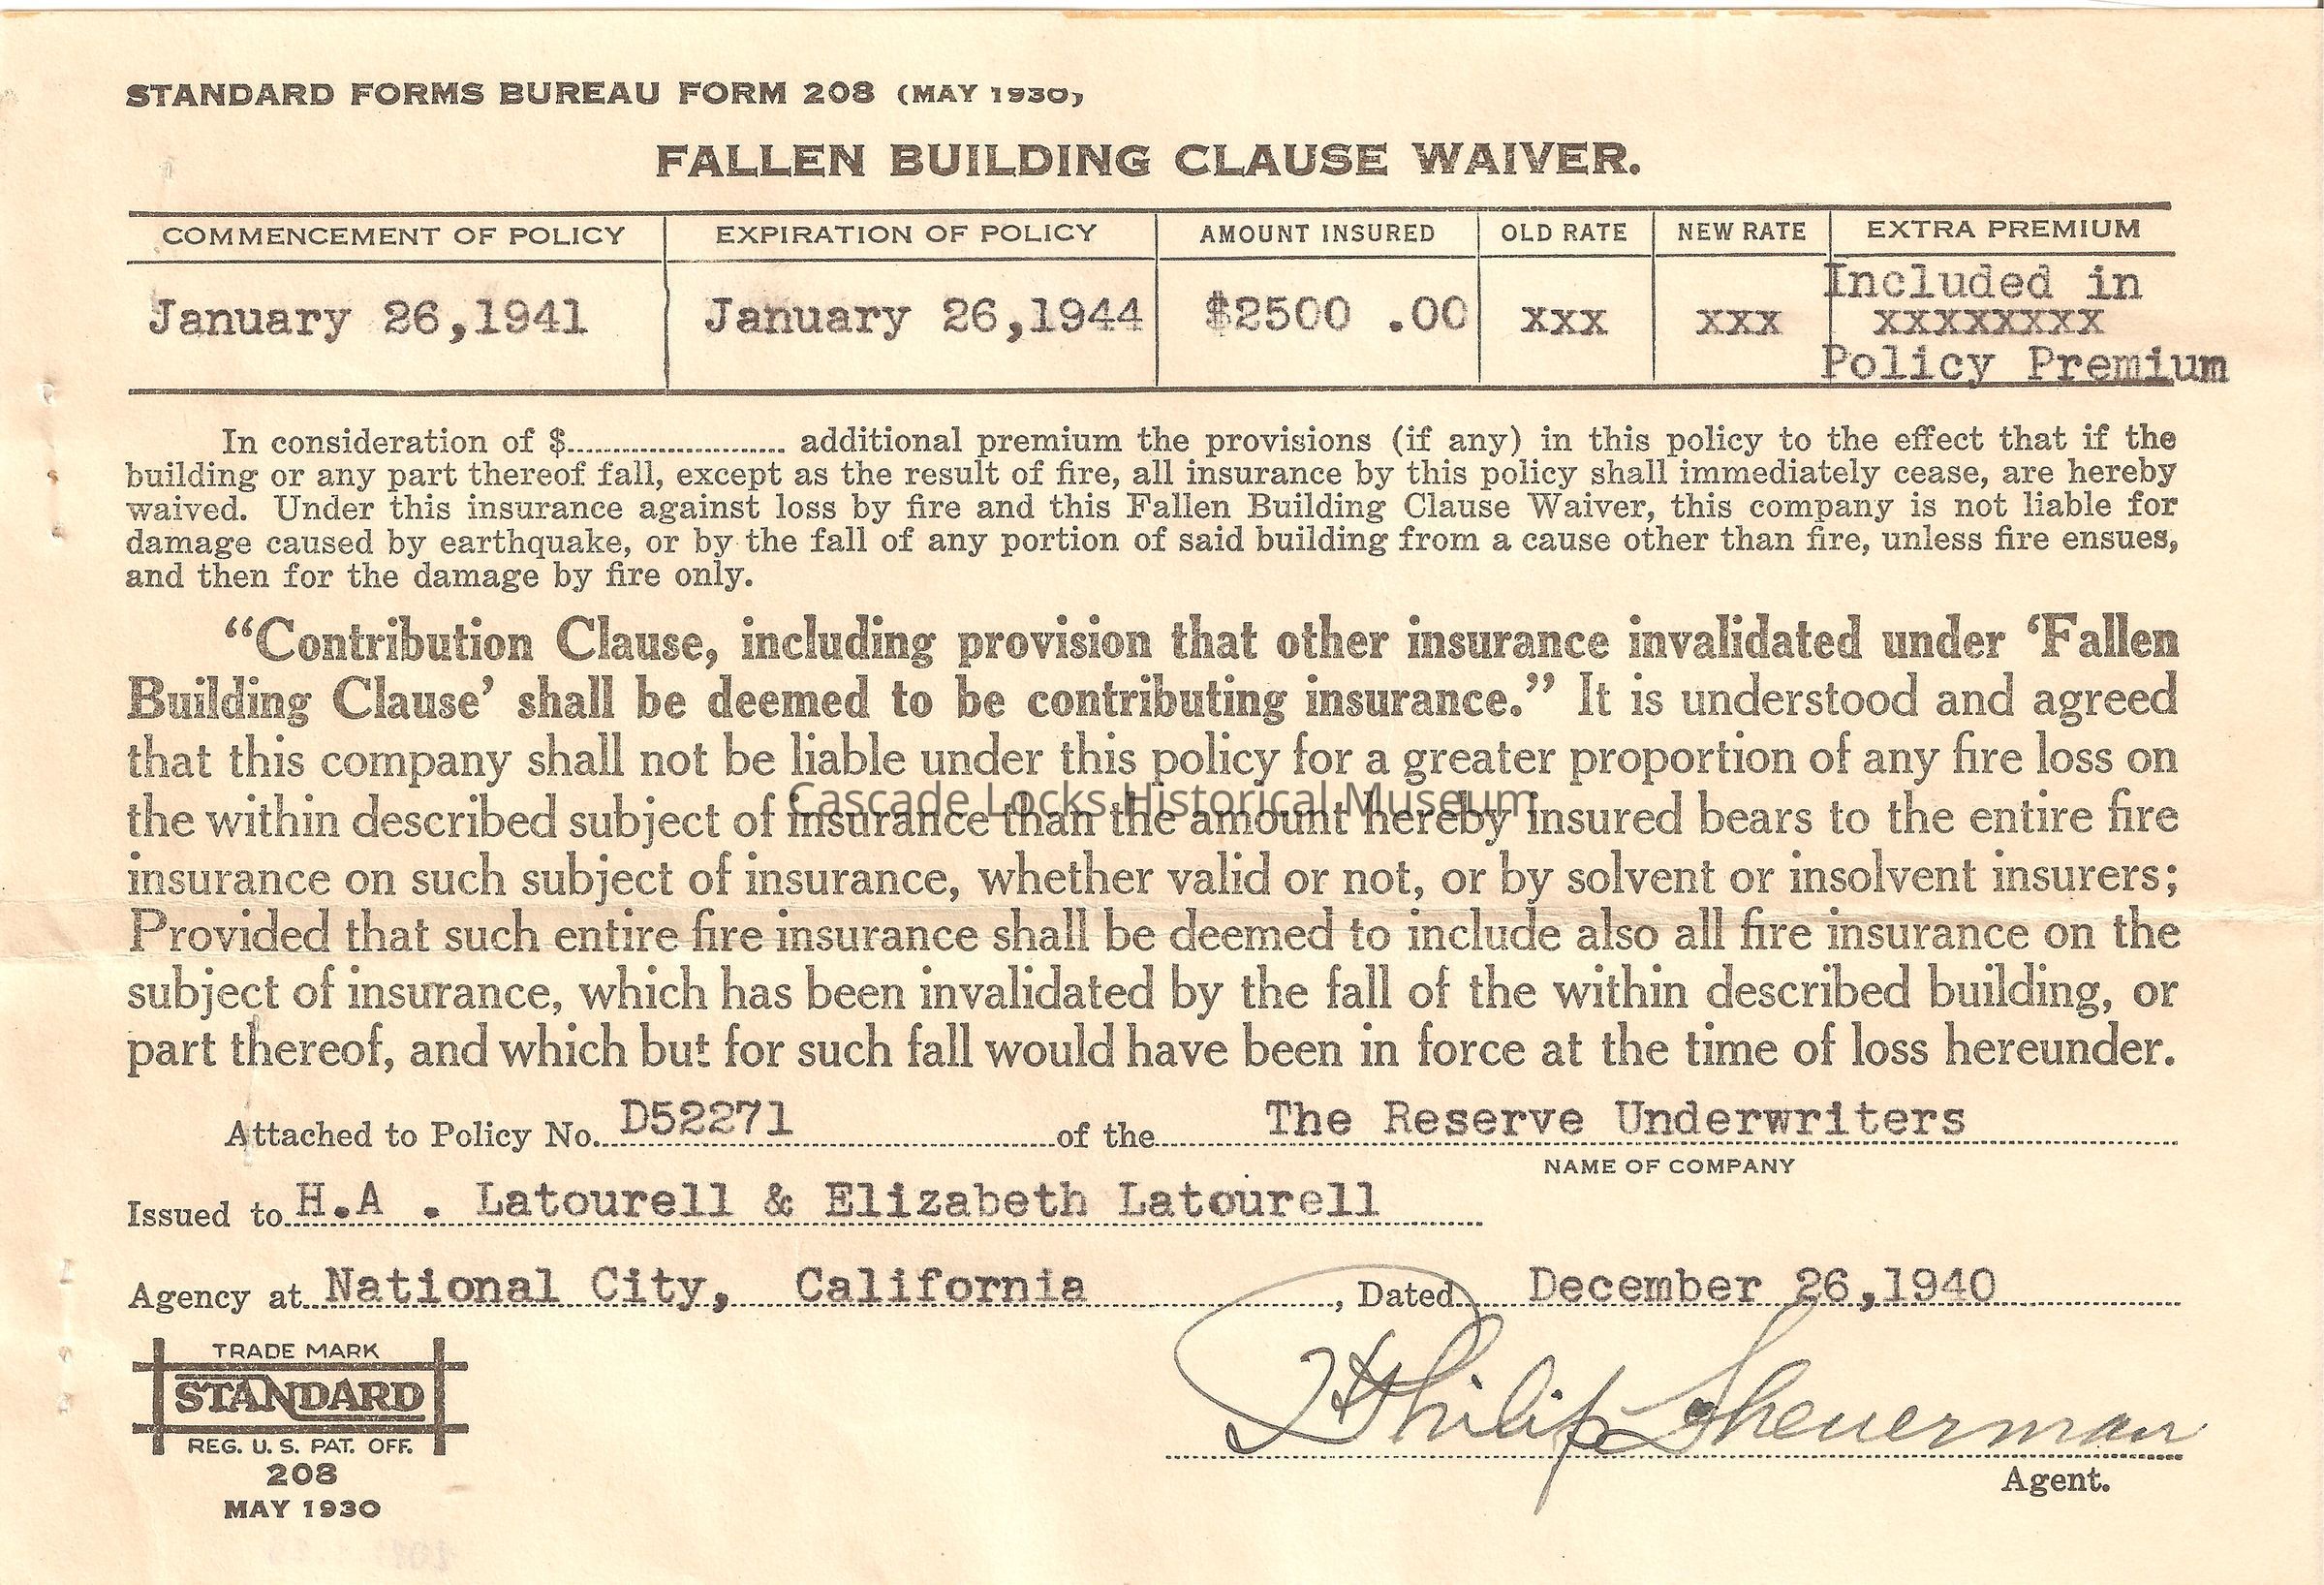 STANDARD FORMS BUREAU FORM 208 (MAY 1930)
FALLEN BUILDING CLAUSE WAIVER.
COMMENCEMENT OF POLICY EXPIRATION OF POLICY AMOUNT INSURED OLD RATE NEW RATE EXTRA PREMIUM
Included in
January 26,1941 January 26,1944 $2500 .00 xxx xxx xxxxxxxx
Policy Premium
In consideration of $........................ additional premium the provisions (if any) in this policy to the effect that if the
building or any part thereof fall, except as the result of fire, all insurance by this policy shall immediately cease, are hereby
waived. Under this insurance against loss by fire and this Fallen Building Clause Waiver, this company is not liable for
damage caused by earthquake, or by the fall of any portion of said building from a cause other than fire, unless fire ensues,
and then for the damage by fire only.
“Contribution Clause, including provision that other insurance invalidated under ‘Fallen
Building Clause’ shall be deemed to be contributing insurance.” It is understood and agreed
that this company shall not be liable under this policy for a greater proportion of any fire loss on
Cascade Locks Historical Museum
the within described subject of insurance than the amount hereby insured bears to the entire fire
insurance on such subject of insurance, whether valid or not, or by solvent or insolvent insurers;
Provided that such entire fire insurance shall be deemed to include also all fire insurance on the
subject of insurance, which has been invalidated by the fall of the within described building, or
part thereof, and which but for such fall would have been in force at the time of loss hereunder.
Attached to Policy No. D52271 of the The Reserve Underwriters
NAME OF COMPANY
Issued to H.A . Latourell & Elizabeth Latourell
Agency at National City, California , Dated December 26,1940
TRADE MARK
STANDARD
REG. U. S. PAT. OFF.
208
MAY 1930
Philip Sheuerman
Agent.